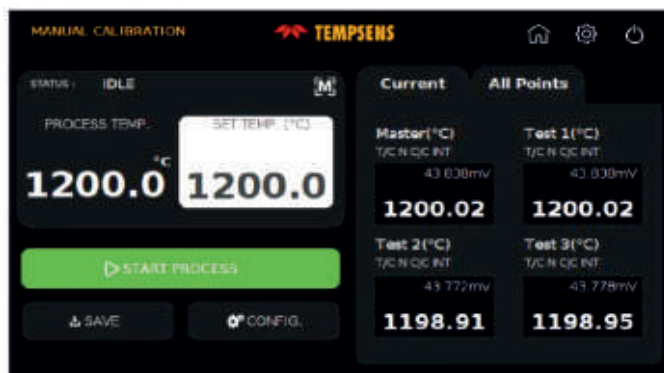 MANUAL CALIBRATION
TEMPSENS
STATUS: IDLE
[M]
PROCESS TEMP.
SET TEMP. (°C)
1200.0 °C
1200.0
START PROCESS
SAVE
CONFIG.
Current
All Points
Master(°C)
T/C N CJC INT
43.838mV
1200.02
Test 1(°C)
T/C N CJC INT
43.838mV
1200.02
Test 2(°C)
T/C N CJC INT
43.772mV
1198.91
Test 3(°C)
T/C N CJC INT
43.778mV
1198.95